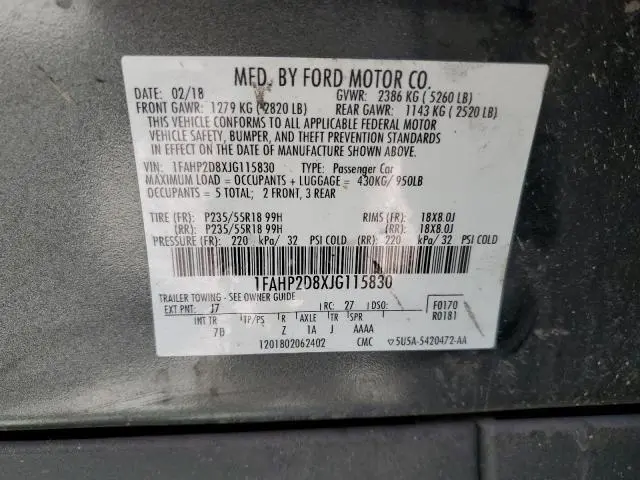 MFD. BY FORD MOTOR CO.
DATE: 02/18 GVWR: 2386 KG ( 5260 LB)
FRONT GAWR: 1279 KG ( 2820 LB) REAR GAWR: 1143 KG ( 2520 LB)
THIS VEHICLE CONFORMS TO ALL APPLICABLE FEDERAL MOTOR
VEHICLE SAFETY, BUMPER, AND THEFT PREVENTION STANDARDS
IN EFFECT ON THE DATE OF MANUFACTURE SHOWN ABOVE.
VIN: 1FAHP2D8XJG115830 TYPE: Passenger Car
MAXIMUM LOAD = OCCUPANTS + LUGGAGE = 430KG/ 950LB
OCCUPANTS = 5 TOTAL; 2 FRONT, 3 REAR
TIRE (FR): P235/55R18 99H RIMS (FR): 18X8.0J
(RR): P235/55R18 99H (RR): 18X8.0J
PRESSURE (FR): 220 kPa/ 32 PSI COLD (RR): 220 kPa/ 32 PSI COLD
1FAHP2D8XJG115830
TRAILER TOWING - SEE OWNER GUIDE
EXT PNT: J7 RC: 27 DSO: F0170
INT TR TP/PS R AXLE TR SPR R0181
7B Z 1A J AAAA
1201802062402 CMC 5U5A-5420472-AA